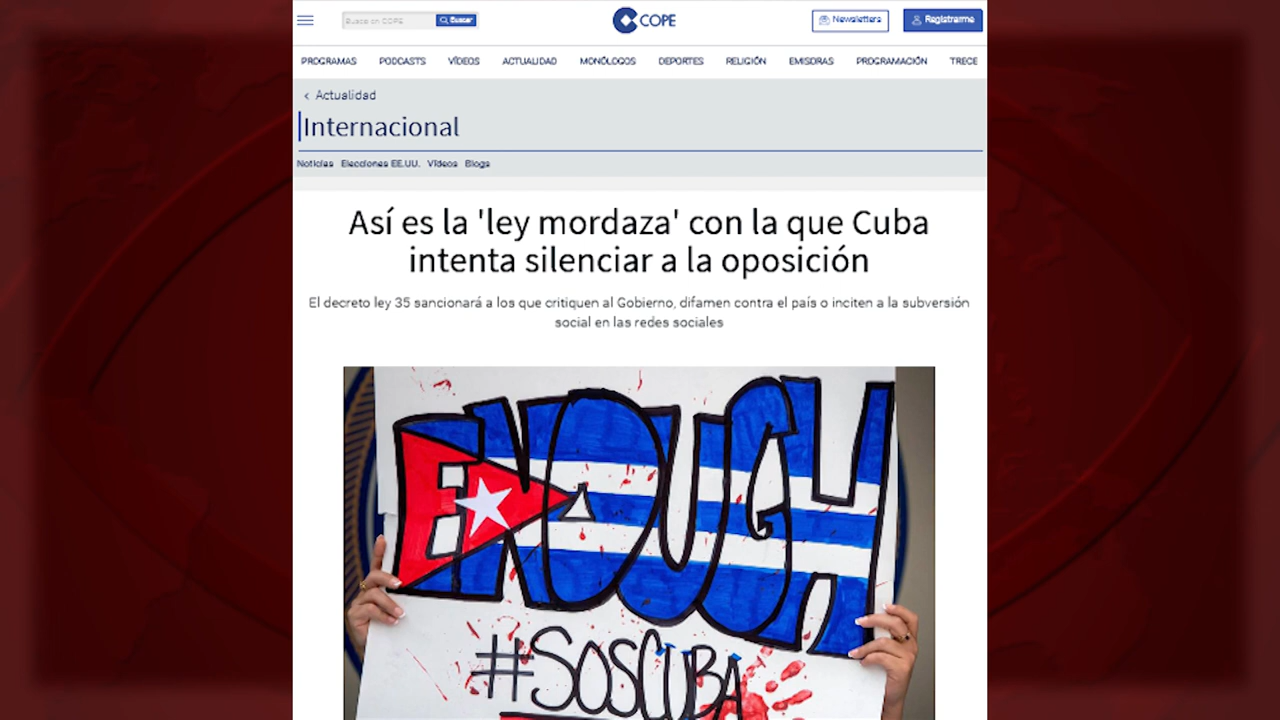 Busca en COPE
Buscar
COPE
Newsletters
Registrarme
PROGRAMAS PODCASTS VÍDEOS ACTUALIDAD MONÓLOGOS DEPORTES RELIGIÓN EMISORAS PROGRAMACIÓN TRECE
< Actualidad
Internacional
Noticias Elecciones EE.UU. Vídeos Blogs
Así es la 'ley mordaza' con la que Cuba
intenta silenciar a la oposición
El decreto ley 35 sancionará a los que critiquen al Gobierno, difamen contra el país o inciten a la subversión
social en las redes sociales
ENOUGH
#SOSCUBA